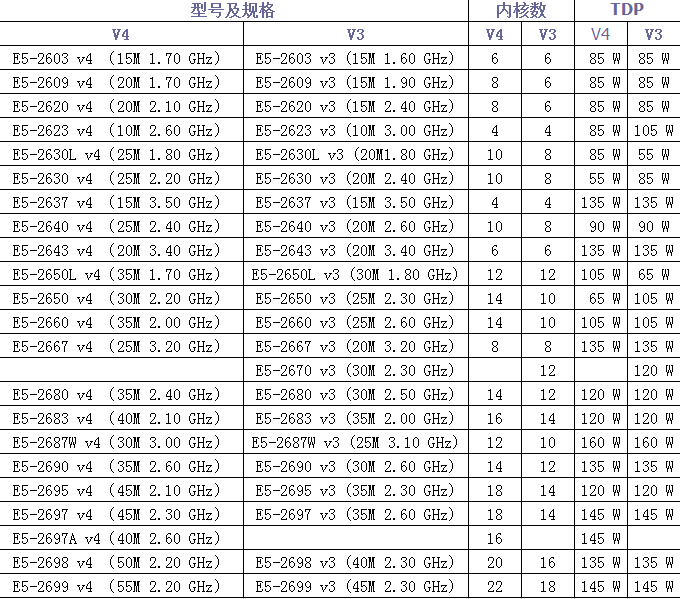 型号及规格 内核数 TDP
V4 V3 V4 V3 V4 V3
E5-2603 v4 (15M 1.70 GHz) E5-2603 v3 (15M 1.60 GHz) 6 6 85 W 85 W
E5-2609 v4 (20M 1.70 GHz) E5-2609 v3 (15M 1.90 GHz) 8 6 85 W 85 W
E5-2620 v4 (20M 2.10 GHz) E5-2620 v3 (15M 2.40 GHz) 8 6 85 W 85 W
E5-2623 v4 (10M 2.60 GHz) E5-2623 v3 (10M 3.00 GHz) 4 4 85 W 105 W
E5-2630L v4 (25M 1.80 GHz) E5-2630L v3 (20M1.80 GHz) 10 8 85 W 55 W
E5-2630 v4 (25M 2.20 GHz) E5-2630 v3 (20M 2.40 GHz) 10 8 55 W 85 W
E5-2637 v4 (15M 3.50 GHz) E5-2637 v3 (15M 3.50 GHz) 4 4 135 W 135 W
E5-2640 v4 (25M 2.40 GHz) E5-2640 v3 (20M 2.60 GHz) 10 8 90 W 90 W
E5-2643 v4 (20M 3.40 GHz) E5-2643 v3 (20M 3.40 GHz) 6 6 135 W 135 W
E5-2650L v4 (35M 1.70 GHz) E5-2650L v3 (30M 1.80 GHz) 12 12 105 W 65 W
E5-2650 v4 (30M 2.20 GHz) E5-2650 v3 (25M 2.30 GHz) 14 10 65 W 105 W
E5-2660 v4 (35M 2.00 GHz) E5-2660 v3 (25M 2.60 GHz) 14 10 105 W 105 W
E5-2667 v4 (25M 3.20 GHz) E5-2667 v3 (20M 3.20 GHz) 8 8 135 W 135 W
E5-2670 v3 (30M 2.30 GHz) 12 120 W
E5-2680 v4 (35M 2.40 GHz) E5-2680 v3 (30M 2.50 GHz) 14 12 120 W 120 W
E5-2683 v4 (40M 2.10 GHz) E5-2683 v3 (35M 2.00 GHz) 16 14 120 W 120 W
E5-2687W v4 (30M 3.00 GHz) E5-2687W v3 (25M 3.10 GHz) 12 10 160 W 160 W
E5-2690 v4 (35M 2.60 GHz) E5-2690 v3 (30M 2.60 GHz) 14 12 135 W 135 W
E5-2695 v4 (45M 2.10 GHz) E5-2695 v3 (35M 2.30 GHz) 18 14 120 W 120 W
E5-2697 v4 (45M 2.30 GHz) E5-2697 v3 (35M 2.60 GHz) 18 14 145 W 145 W
E5-2697A v4 (40M 2.60 GHz) 16 145 W
E5-2698 v4 (50M 2.20 GHz) E5-2698 v3 (40M 2.30 GHz) 20 16 135 W 135 W
E5-2699 v4 (55M 2.20 GHz) E5-2699 v3 (45M 2.30 GHz) 22 18 145 W 145 W